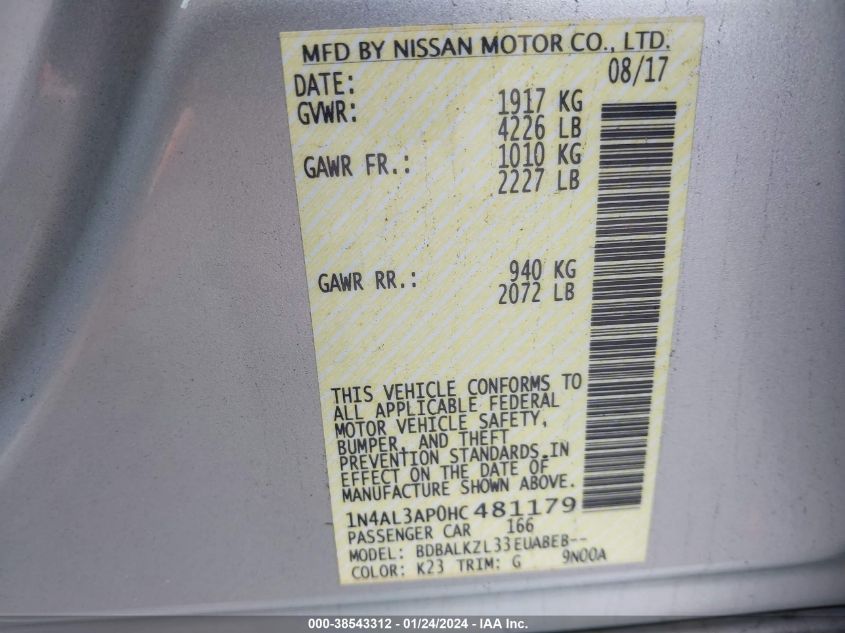 MFD BY NISSAN MOTOR CO., LTD.
DATE: 08/17
GVWR: 1917 KG
4226 LB
GAWR FR.: 1010 KG
2227 LB
GAWR RR.: 940 KG
2072 LB
THIS VEHICLE CONFORMS TO
ALL APPLICABLE FEDERAL
MOTOR VEHICLE SAFETY,
BUMPER, AND THEFT
PREVENTION STANDARDS IN
EFFECT ON THE DATE OF
MANUFACTURE SHOWN ABOVE.
1N4AL3AP0HC481179
PASSENGER CAR 166
MODEL: BDBALKZL33EUABEB--
COLOR: K23 TRIM: G 9N00A
000-38543312 - 01/24/2024 - IAA Inc.